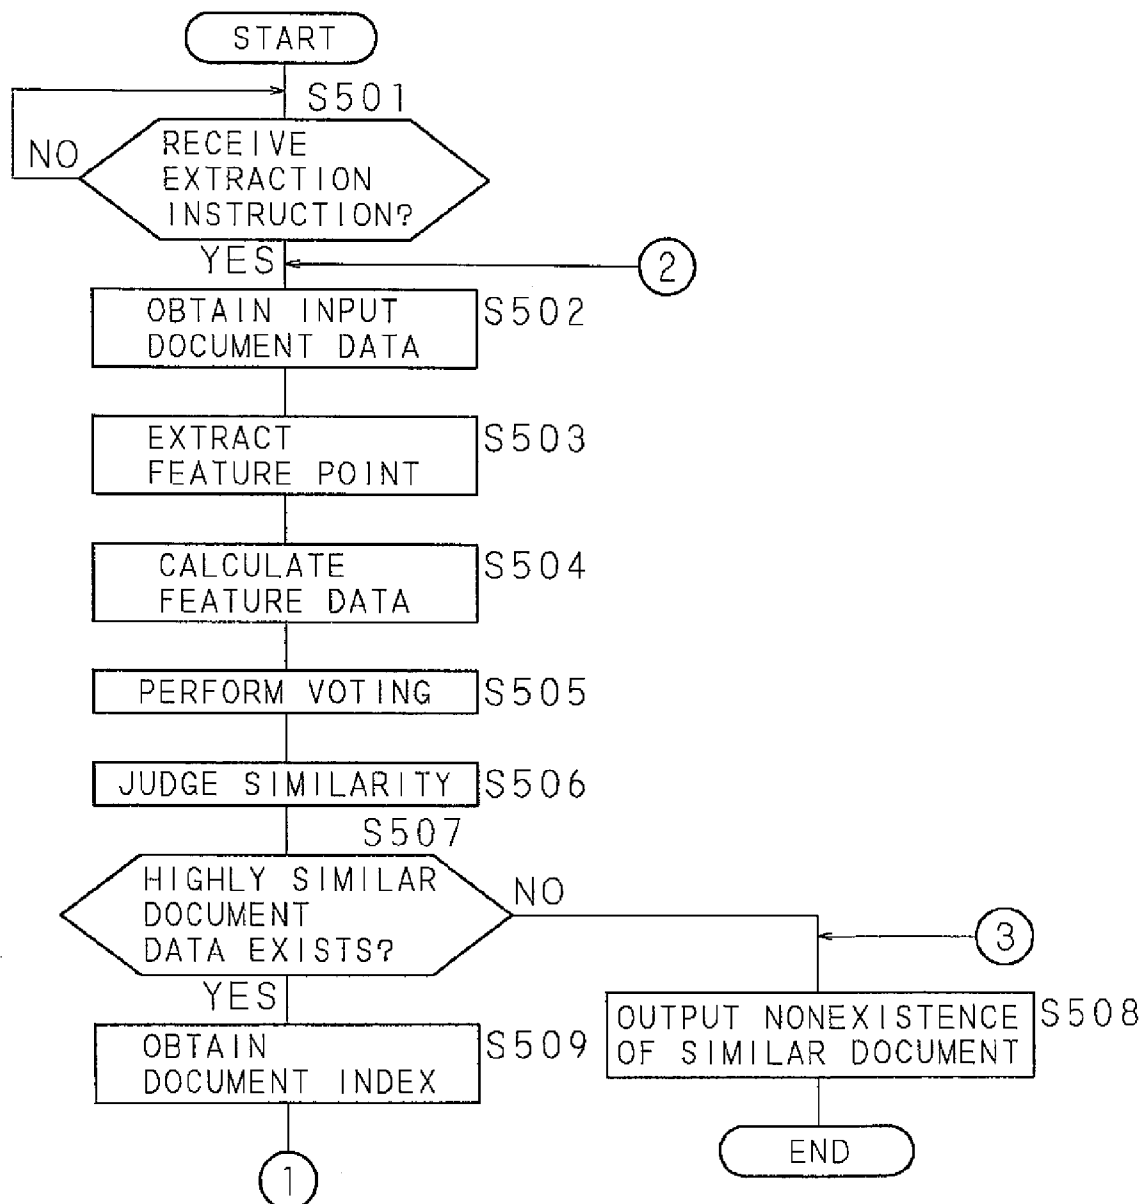 START
S501
NO
RECEIVE
EXTRACTION
INSTRUCTION?
YES
2
OBTAIN INPUT
DOCUMENT DATA
S502
EXTRACT
FEATURE POINT
S503
CALCULATE
FEATURE DATA
S504
PERFORM VOTING
S505
JUDGE SIMILARITY
S506
S507
HIGHLY SIMILAR
DOCUMENT
DATA EXISTS?
NO
3
YES
OBTAIN
DOCUMENT INDEX
S509
OUTPUT NONEXISTENCE
OF SIMILAR DOCUMENT
S508
END
1